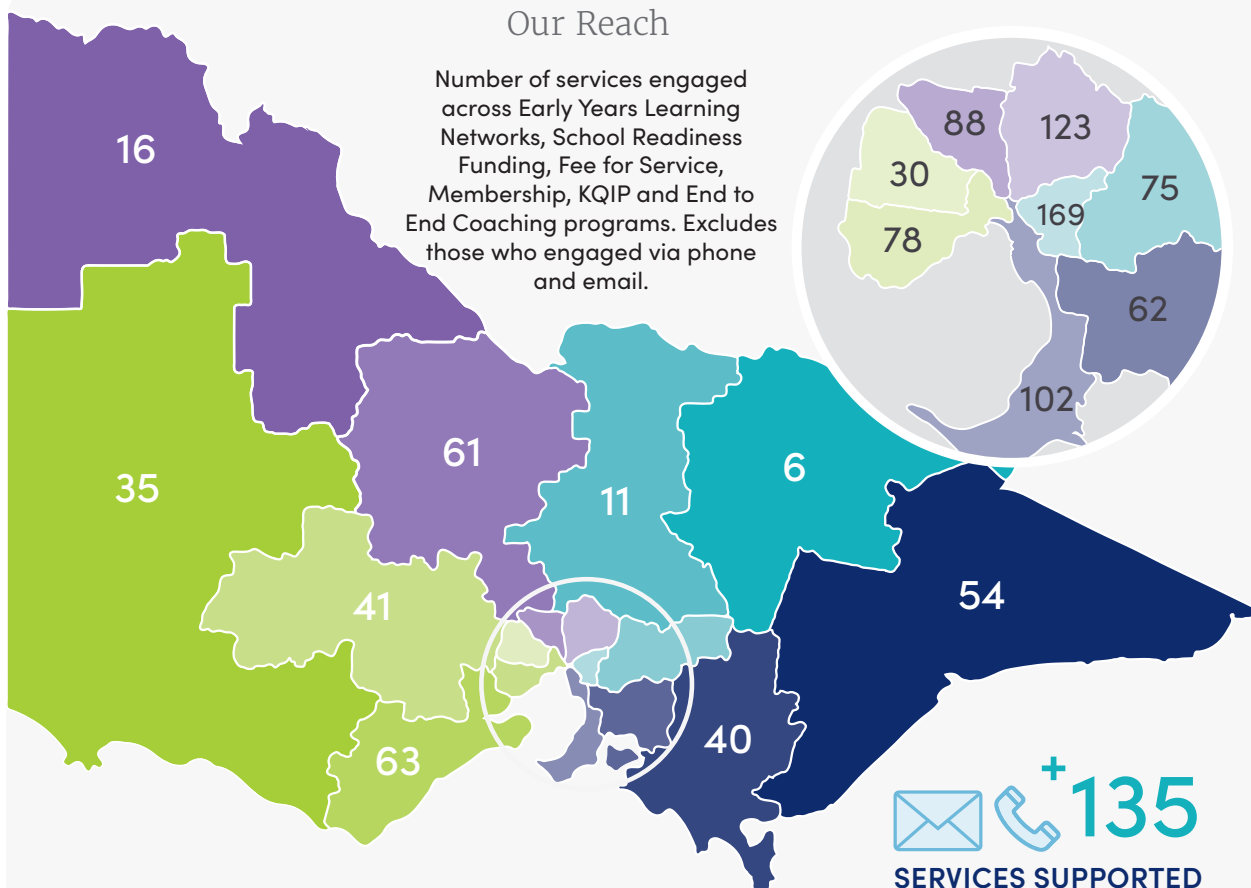 Our Reach
Number of services engaged
across Early Years Learning
Networks, School Readiness
Funding, Fee for Service,
Membership, KQIP and End to
End Coaching programs. Excludes
those who engaged via phone
and email.
16
88
123
30
75
169
78
62
102
61
35
6
11
41
54
63
40
+135
SERVICES SUPPORTED